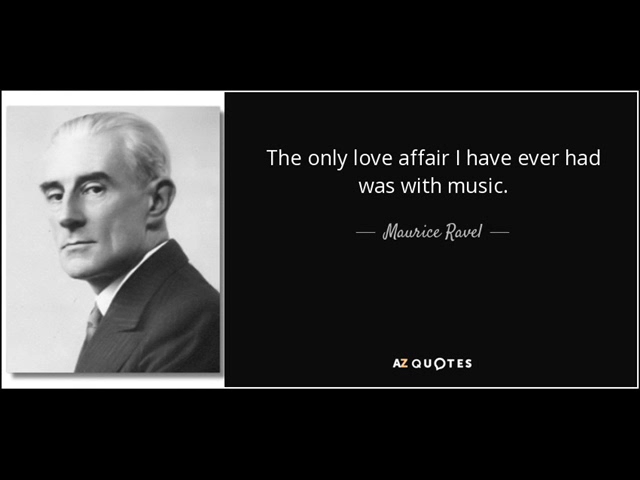 The only love affair I have ever had
was with music.
Maurice Ravel
AZ QUOTES